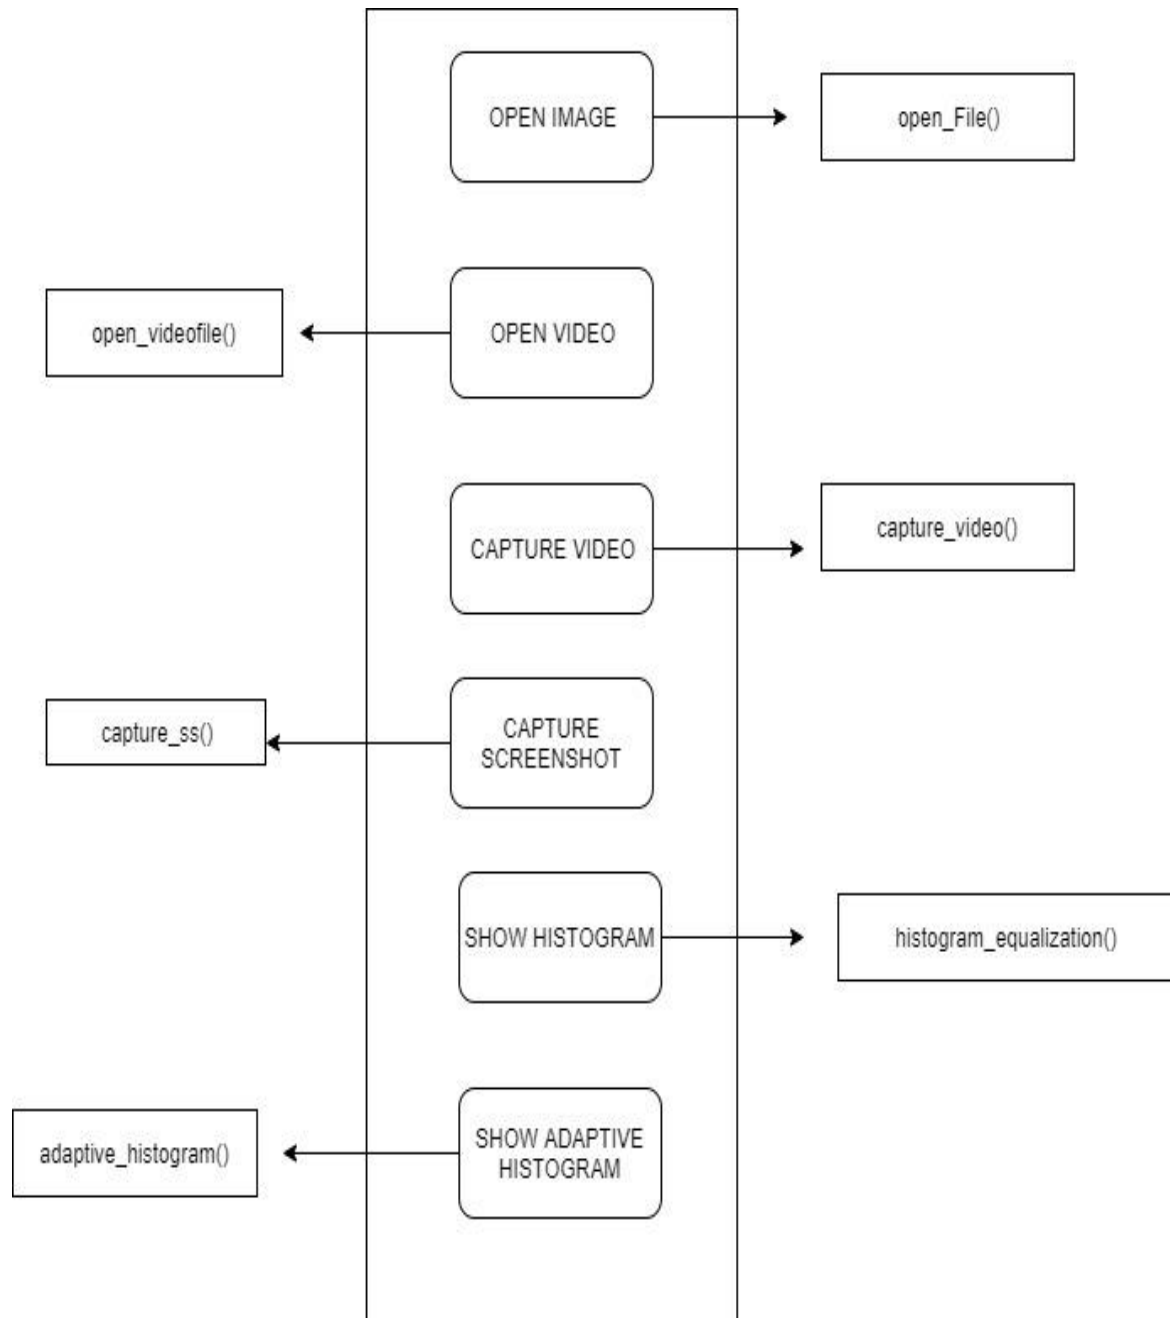 OPEN IMAGE
open_File()
open_videofile()
OPEN VIDEO
CAPTURE VIDEO
capture_video()
capture_ss()
CAPTURE
SCREENSHOT
SHOW HISTOGRAM
histogram_equalization()
adaptive_histogram()
SHOW ADAPTIVE
HISTOGRAM